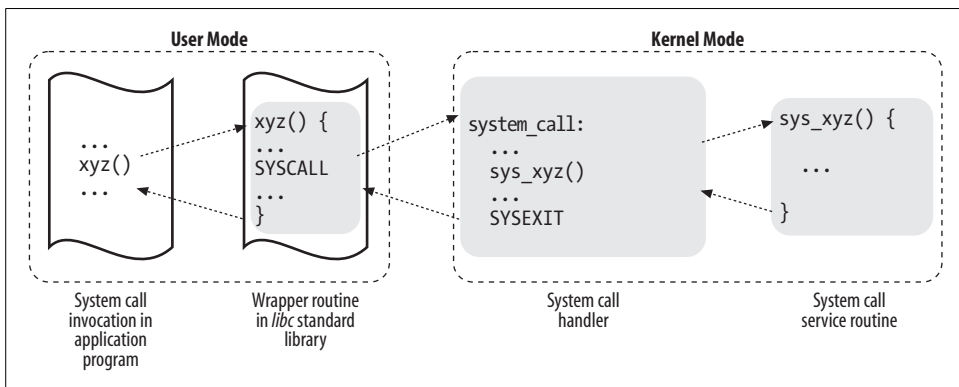 User Mode
Kernel Mode
...
xyz()
...
xyz() {
...
SYSCALL
...
}
system_call:
...
sys_xyz()
...
SYSEXIT
sys_xyz() {
...
}
System call
invocation in
application
program
Wrapper routine
in libc standard
library
System call
handler
System call
service routine